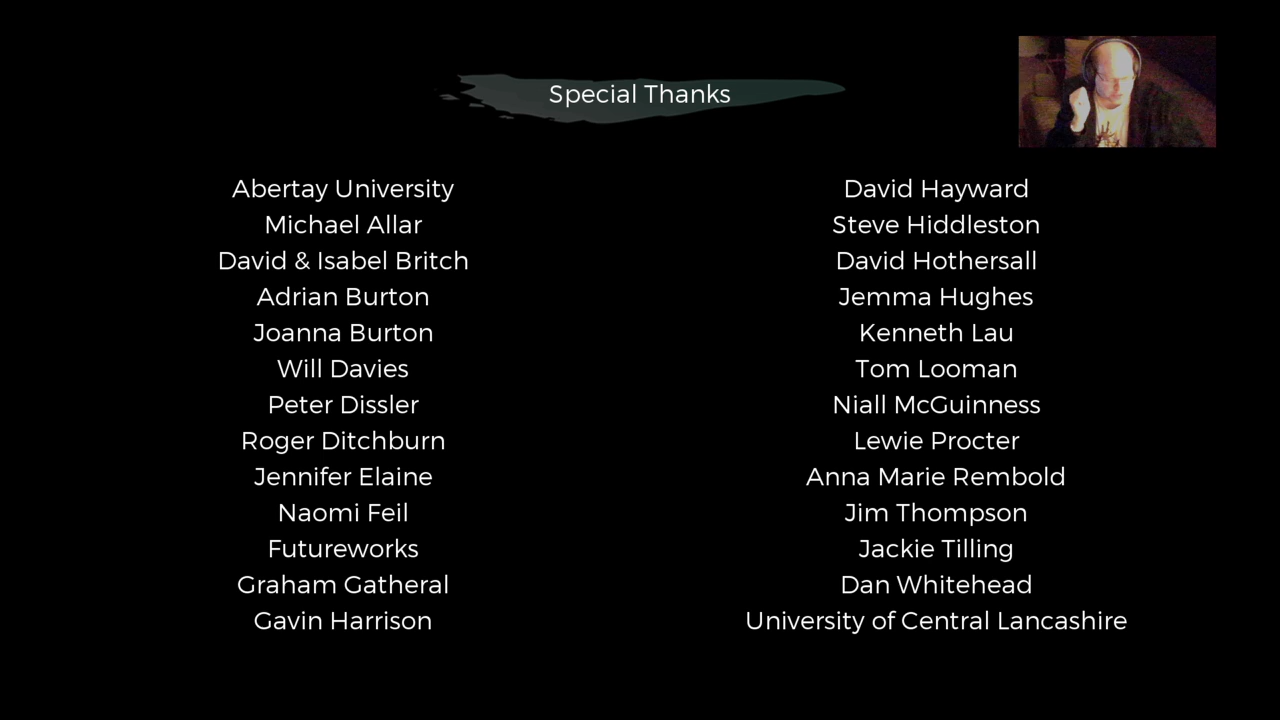 Special Thanks
Abertay University
Michael Allar
David & Isabel Britch
Adrian Burton
Joanna Burton
Will Davies
Peter Dissler
Roger Ditchburn
Jennifer Elaine
Naomi Feil
Futureworks
Graham Gatheral
Gavin Harrison
David Hayward
Steve Hiddleston
David Hothersall
Jemma Hughes
Kenneth Lau
Tom Looman
Niall McGuinness
Lewie Procter
Anna Marie Rembold
Jim Thompson
Jackie Tilling
Dan Whitehead
University of Central Lancashire